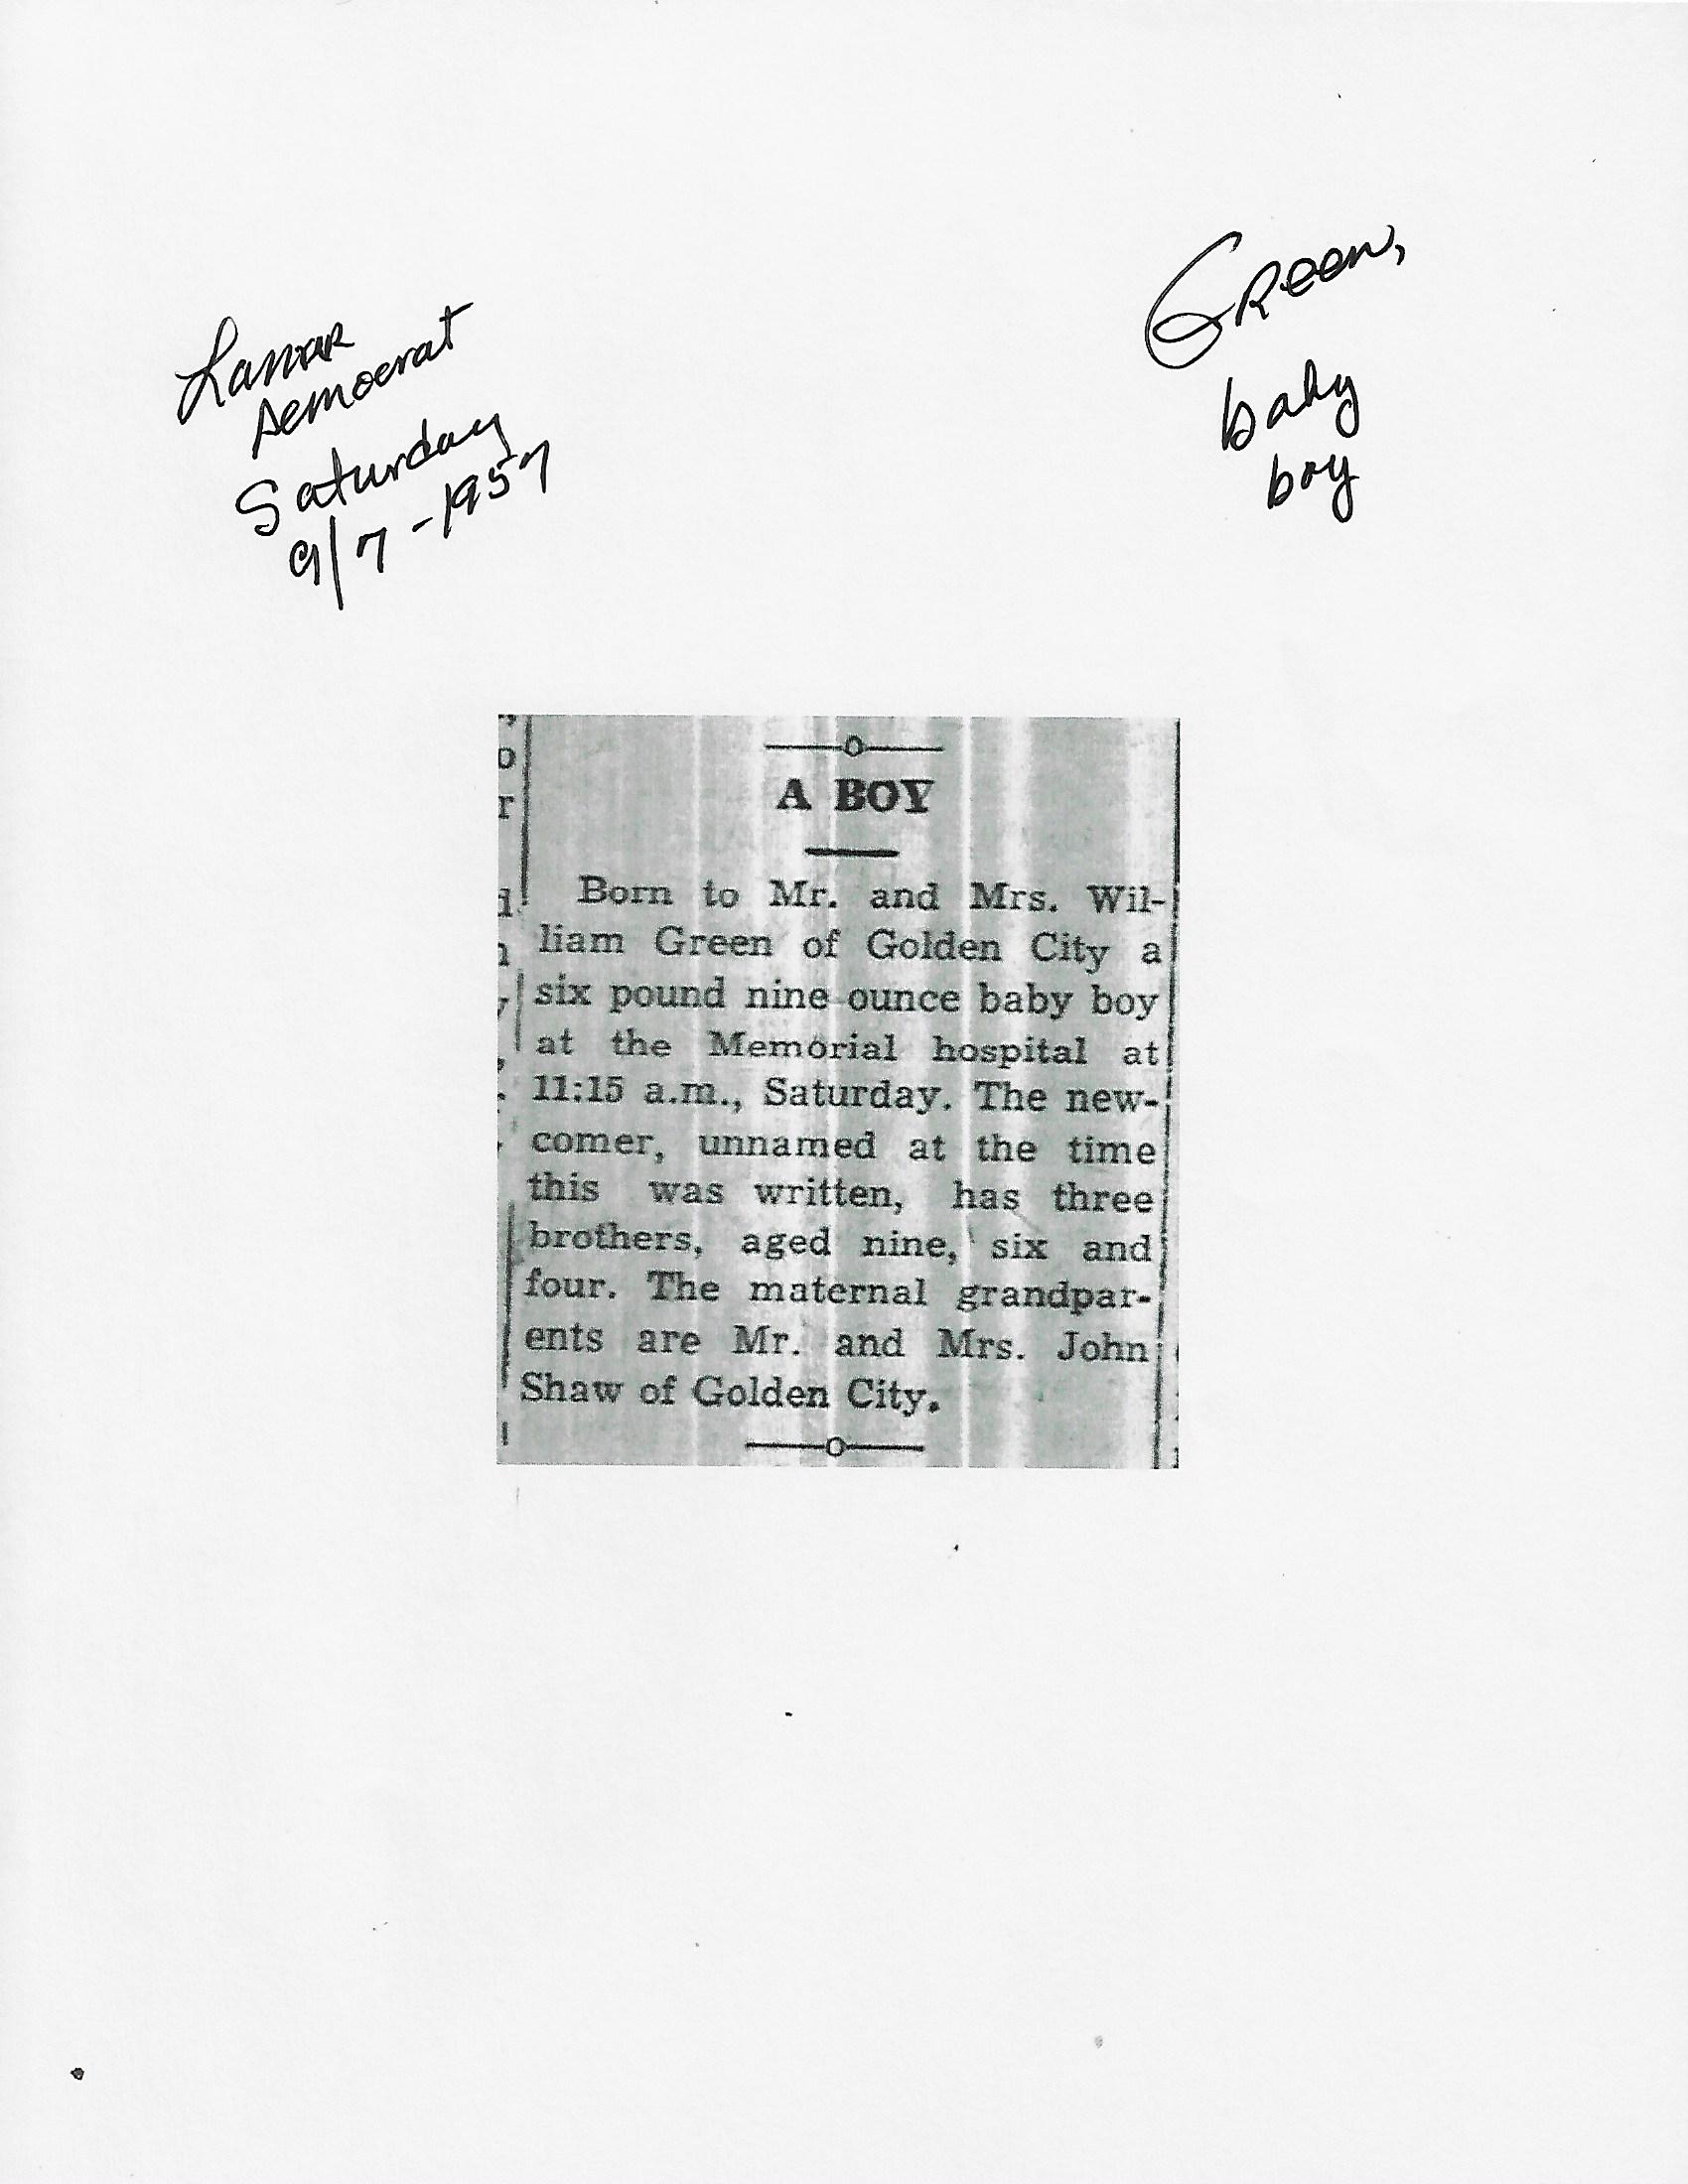 Lamar
Democrat
Saturday
9/7-1957
Green,
baby
boy
A BOY
Born to Mr. and Mrs. Wil-
liam Green of Golden City a
six pound nine ounce baby boy
at the Memorial hospital at
11:15 a.m., Saturday. The new-
comer, unnamed at the time
this was written, has three
brothers, aged nine, six and
four. The maternal grandpar-
ents are Mr. and Mrs. John
Shaw of Golden City.